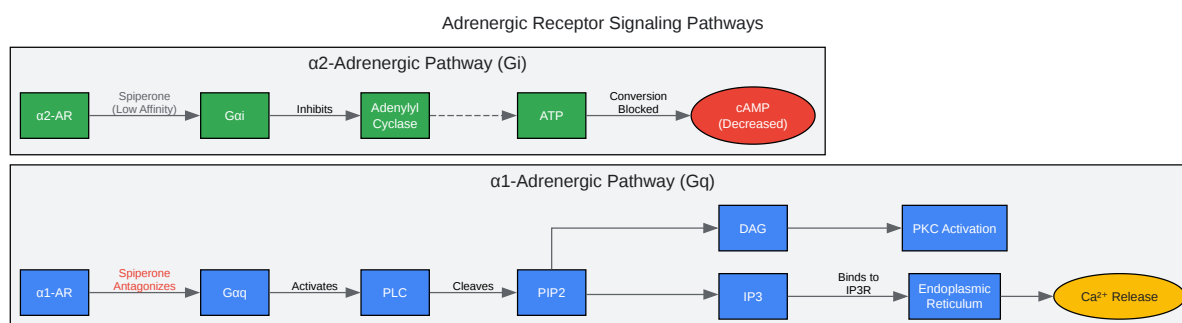 Adrenergic Receptor Signaling Pathways
α2-Adrenergic Pathway (Gi)
α2-AR
Spiperone
(Low Affinity)
Gαi
Inhibits
Adenylyl
Cyclase
ATP
Conversion
Blocked
cAMP
(Decreased)
α1-Adrenergic Pathway (Gq)
DAG
PKC Activation
α1-AR
Spiperone
Antagonizes
Gαq
Activates
PLC
Cleaves
PIP2
IP3
Binds to
IP3R
Endoplasmic
Reticulum
Ca²⁺ Release